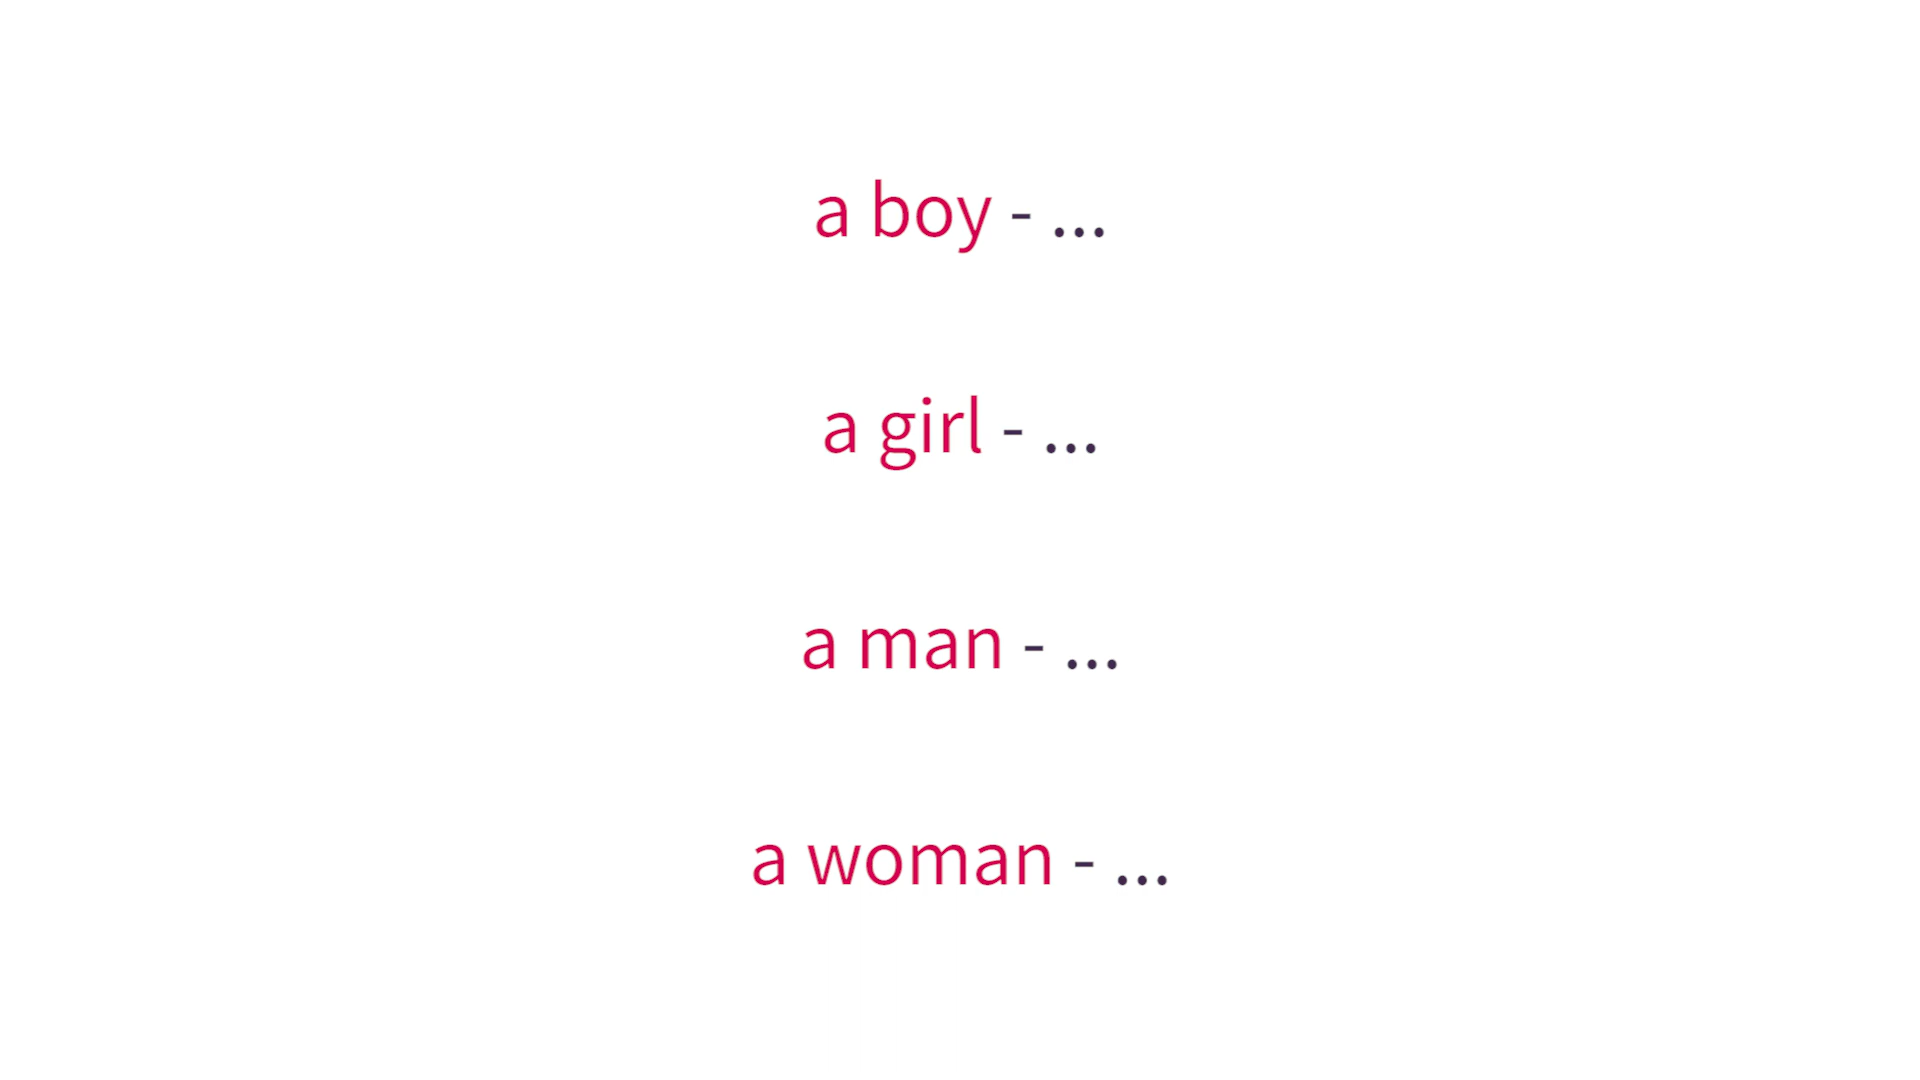 a boy - ...
a girl - ...
a man - ...
a woman - ...